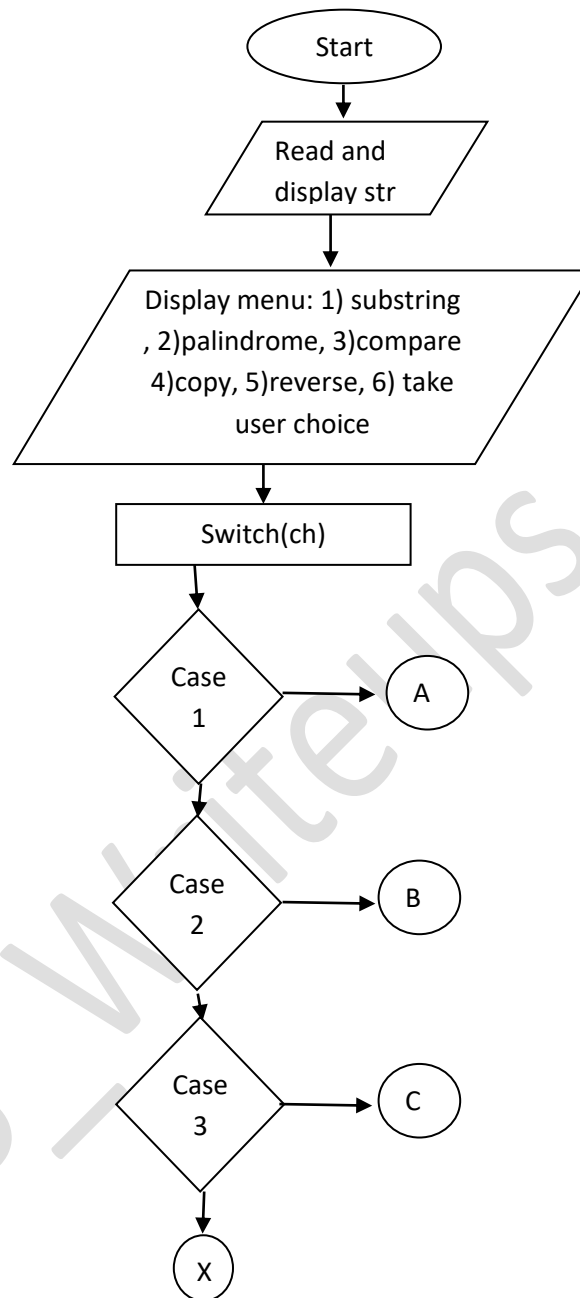 Start
Read and
display str
Display menu: 1) substring
, 2)palindrome, 3)compare
4)copy, 5)reverse, 6) take
user choice
Switch(ch)
Case
1
A
Case
2
B
Case
3
C
X
Writeups